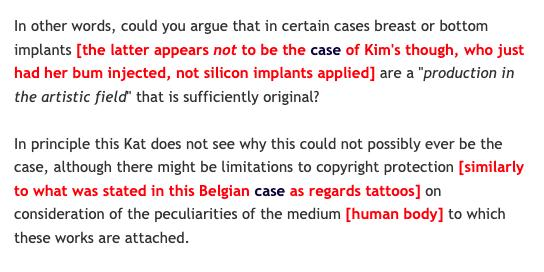 In other words, could you argue that in certain cases breast or bottom
implants [the latter appears not to be the case of Kim's though, who just
had her bum injected, not silicon implants applied] are a "production in
the artistic field" that is sufficiently original?
In principle this Kat does not see why this could not possibly ever be the
case, although there might be limitations to copyright protection [similarly
to what was stated in this Belgian case as regards tattoos] on
consideration of the peculiarities of the medium [human body] to which
these works are attached.